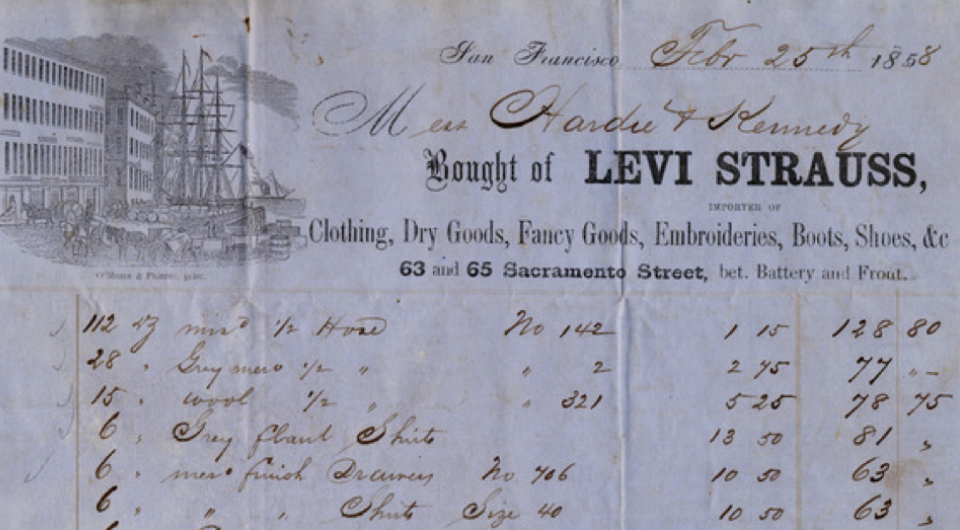 San Francisco Febr 25th 1858
Mess Hardie & Kennedy
Bought of LEVI STRAUSS,
IMPORTER OF
Clothing, Dry Goods, Fancy Goods, Embroideries, Boots, Shoes, &c
63 and 65 Sacramento Street, bet. Battery and Front.
112 dz mixd 1/2 Hose No 142 1 15 128 80
28 " Grey mero 1/2 " " 2 2 75 77 "
15 " wool 1/2 " " 321 5 25 78 75
6 " Grey Shirts 13 50 81 "
6 " mero finish Drawers No 706 10 50 63 "
6 " " " Shirts Size 40 10 50 63 "